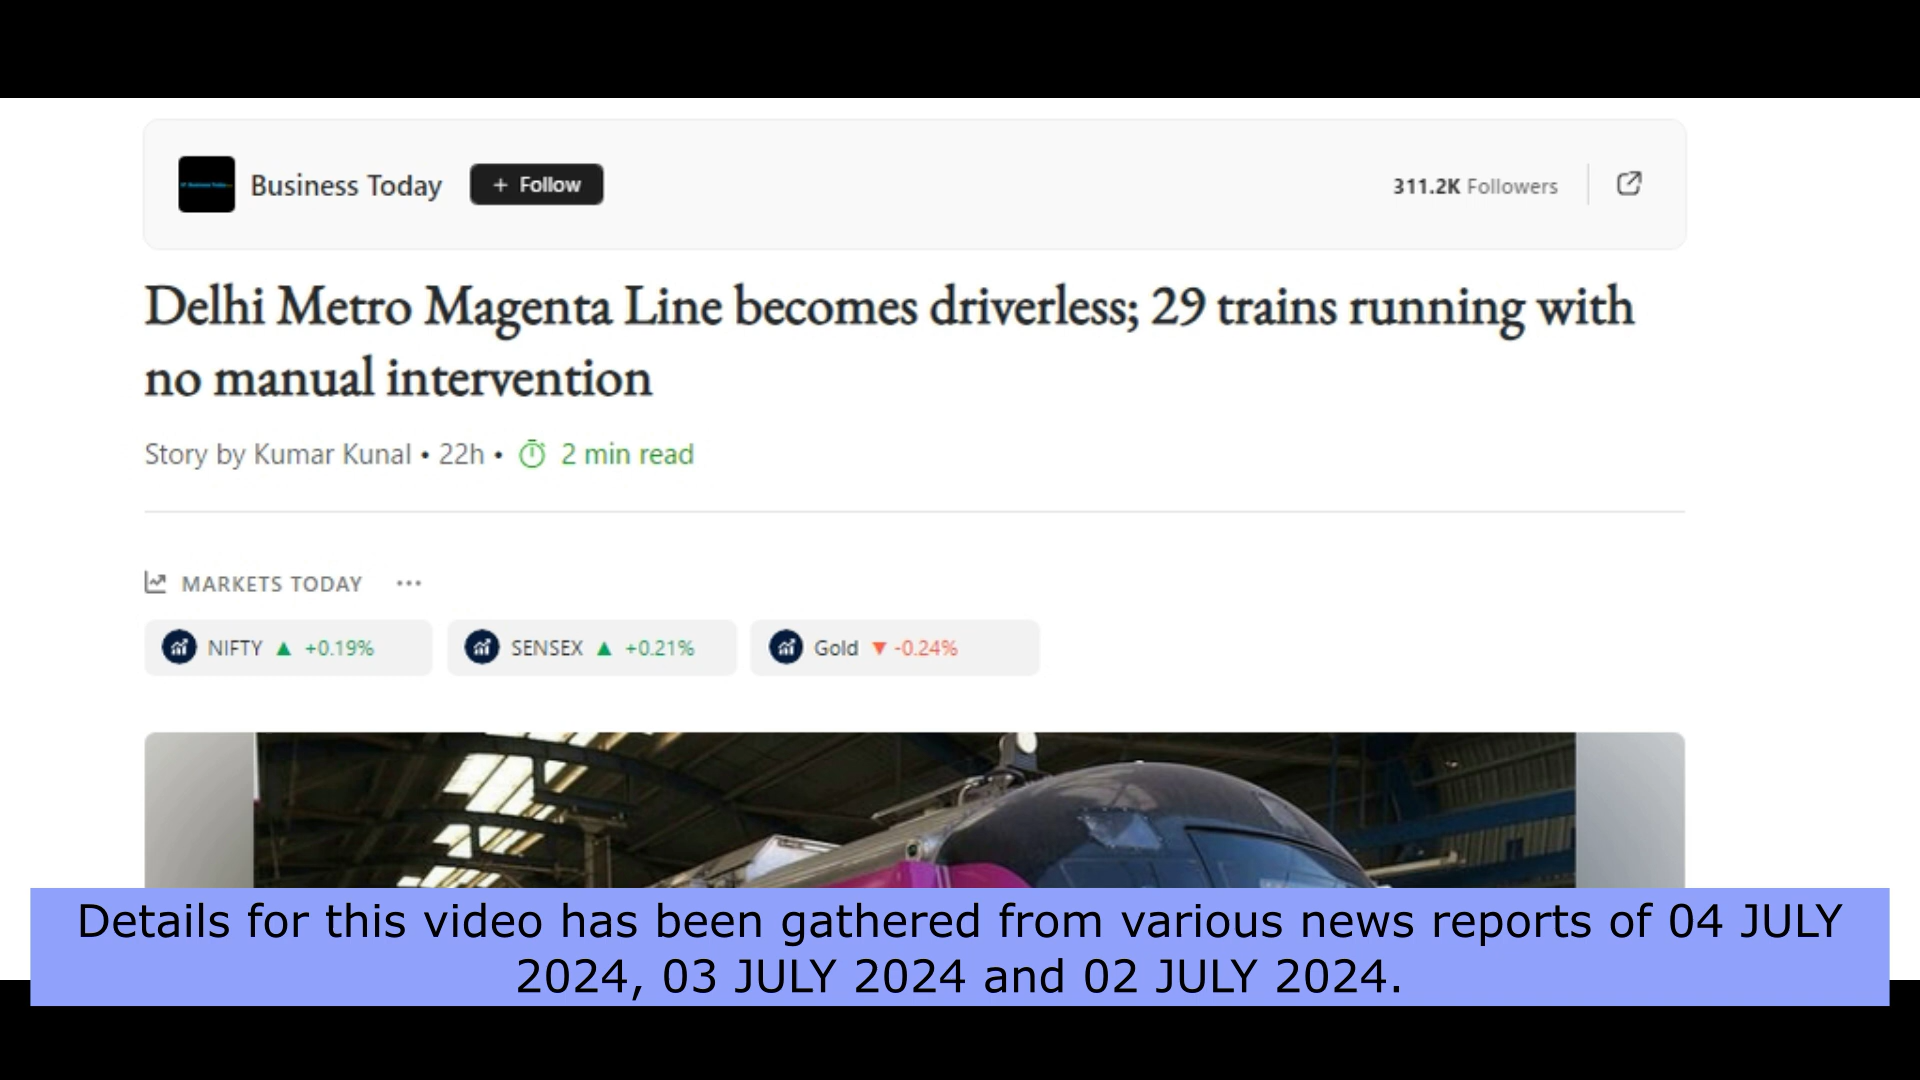 Business Today
+ Follow
311.2K Followers
Delhi Metro Magenta Line becomes driverless; 29 trains running with
no manual intervention
Story by Kumar Kunal • 22h • 2 min read
MARKETS TODAY ...
NIFTY ▲ +0.19%
SENSEX ▲ +0.21%
Gold ▼ -0.24%
Details for this video has been gathered from various news reports of 04 JULY
2024, 03 JULY 2024 and 02 JULY 2024.